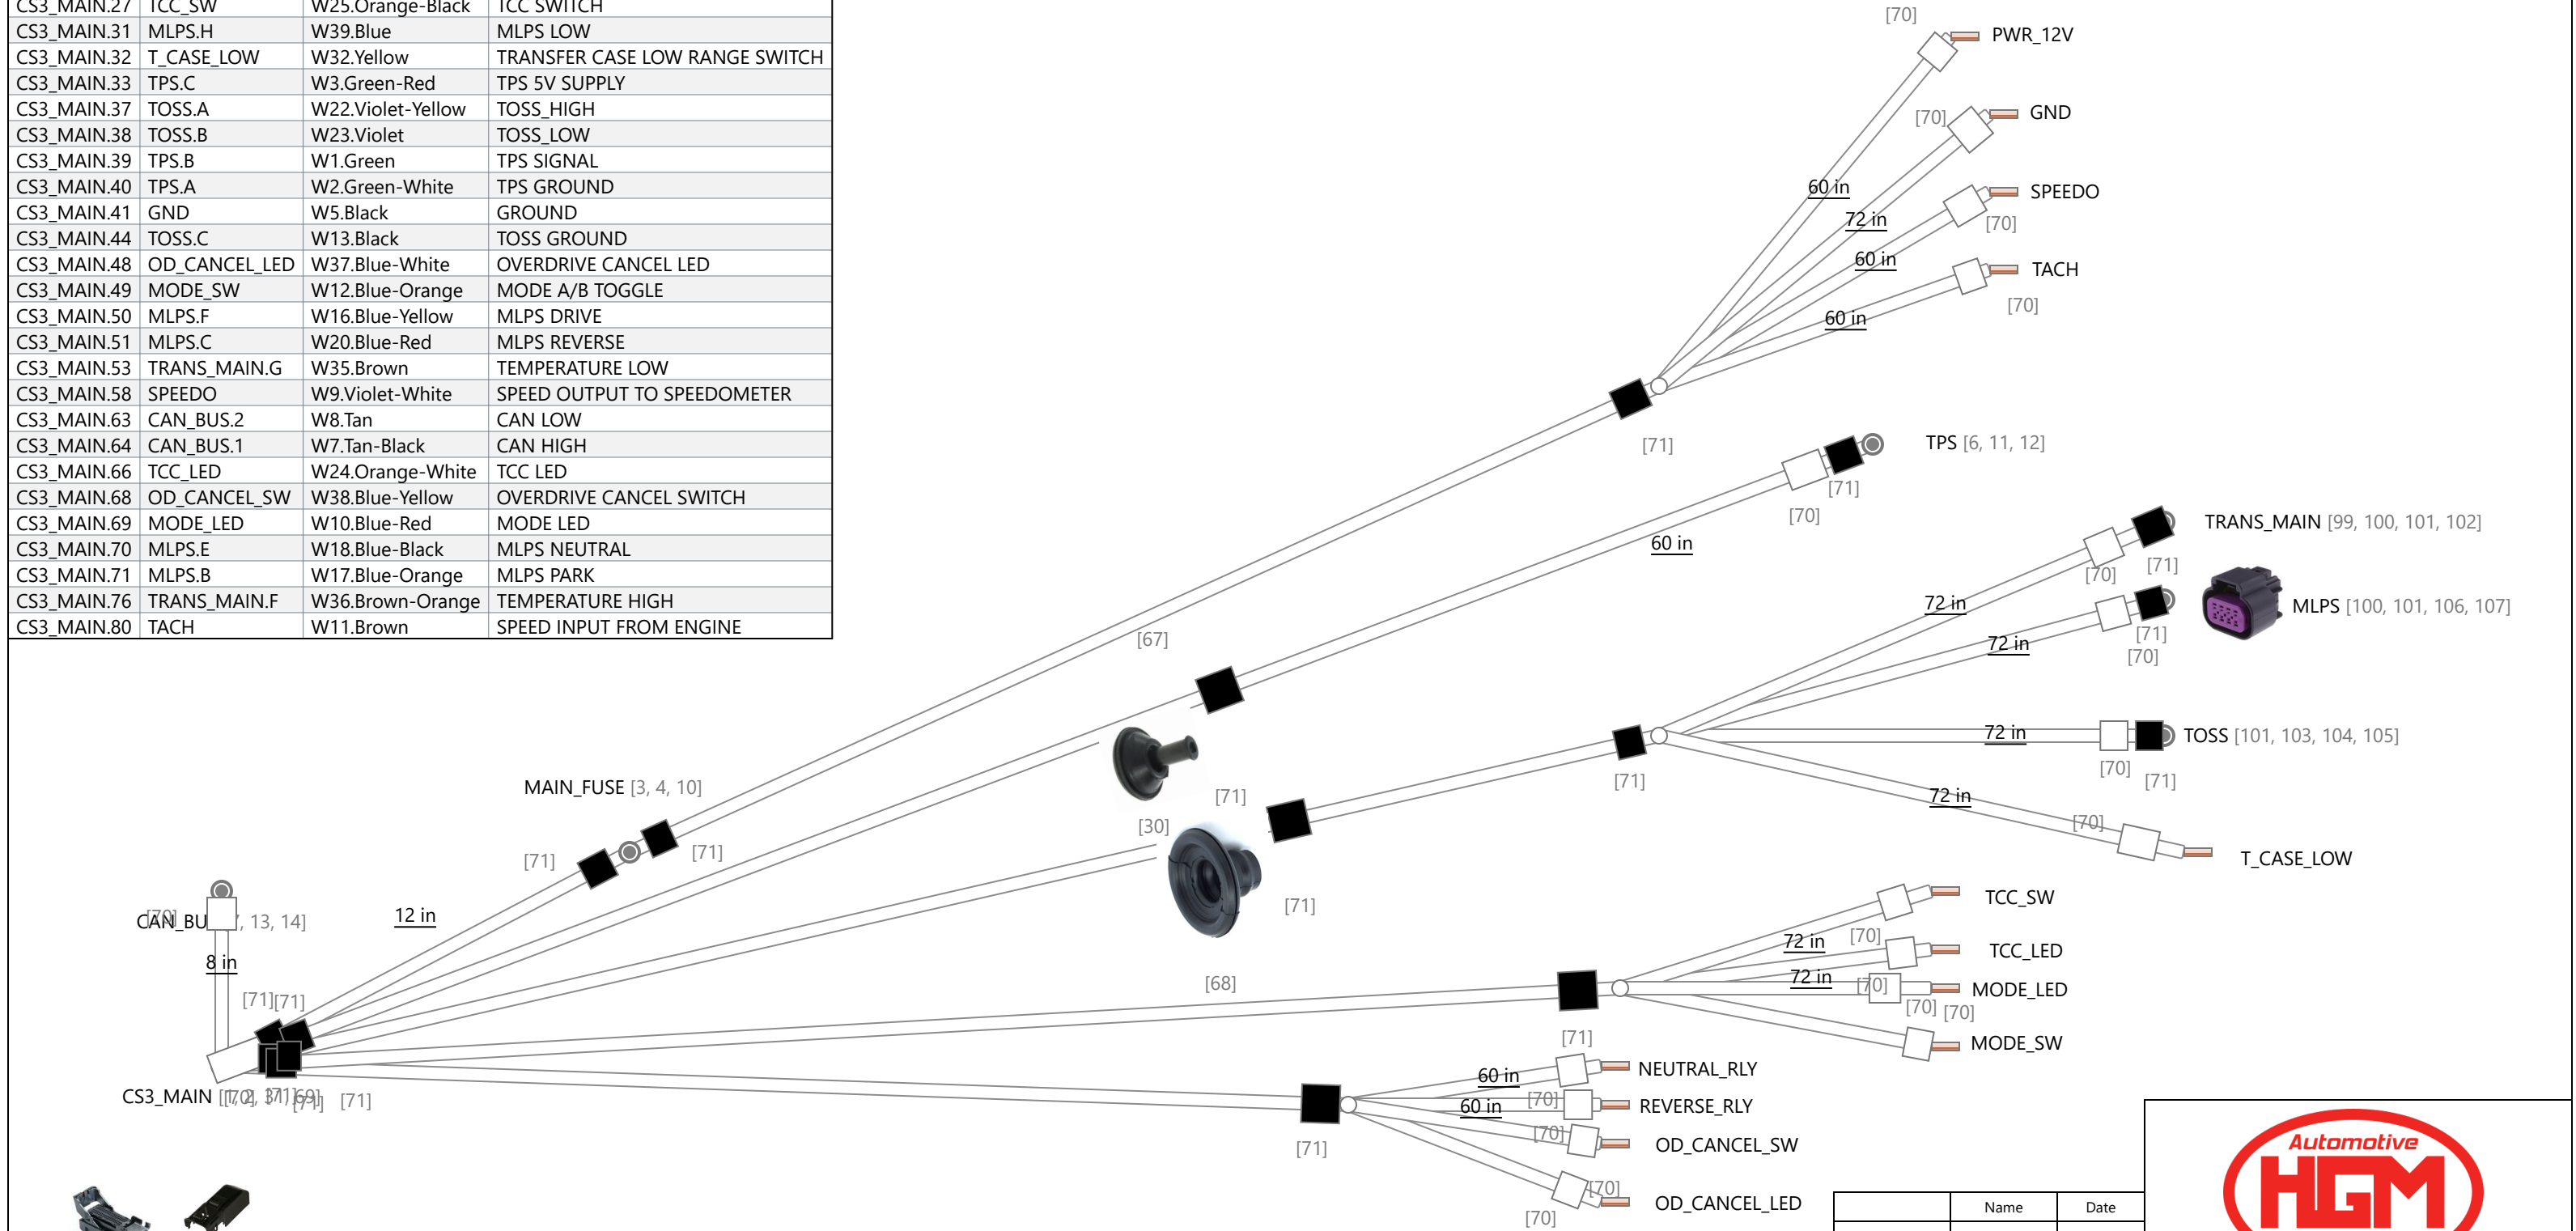 CS3_MAIN.27 TCC_SW W25.Orange-Black TCC SWITCH
CS3_MAIN.31 MLPS.H W39.Blue MLPS LOW
CS3_MAIN.32 T_CASE_LOW W32.Yellow TRANSFER CASE LOW RANGE SWITCH
CS3_MAIN.33 TPS.C W3.Green-Red TPS 5V SUPPLY
CS3_MAIN.37 TOSS.A W22.Violet-Yellow TOSS_HIGH
CS3_MAIN.38 TOSS.B W23.Violet TOSS_LOW
CS3_MAIN.39 TPS.B W1.Green TPS SIGNAL
CS3_MAIN.40 TPS.A W2.Green-White TPS GROUND
CS3_MAIN.41 GND W5.Black GROUND
CS3_MAIN.44 TOSS.C W13.Black TOSS GROUND
CS3_MAIN.48 OD_CANCEL_LED W37.Blue-White OVERDRIVE CANCEL LED
CS3_MAIN.49 MODE_SW W12.Blue-Orange MODE A/B TOGGLE
CS3_MAIN.50 MLPS.F W16.Blue-Yellow MLPS DRIVE
CS3_MAIN.51 MLPS.C W20.Blue-Red MLPS REVERSE
CS3_MAIN.53 TRANS_MAIN.G W35.Brown TEMPERATURE LOW
CS3_MAIN.58 SPEEDO W9.Violet-White SPEED OUTPUT TO SPEEDOMETER
CS3_MAIN.63 CAN_BUS.2 W8.Tan CAN LOW
CS3_MAIN.64 CAN_BUS.1 W7.Tan-Black CAN HIGH
CS3_MAIN.66 TCC_LED W24.Orange-White TCC LED
CS3_MAIN.68 OD_CANCEL_SW W38.Blue-Yellow OVERDRIVE CANCEL SWITCH
CS3_MAIN.69 MODE_LED W10.Blue-Red MODE LED
CS3_MAIN.70 MLPS.E W18.Blue-Black MLPS NEUTRAL
CS3_MAIN.71 MLPS.B W17.Blue-Orange MLPS PARK
CS3_MAIN.76 TRANS_MAIN.F W36.Brown-Orange TEMPERATURE HIGH
CS3_MAIN.80 TACH W11.Brown SPEED INPUT FROM ENGINE
[70]
PWR_12V
[70]
GND
60 in
SPEEDO
72 in
[70]
60 in
TACH
[70]
60 in
[71]
TPS [6, 11, 12]
[71]
[70]
60 in
TRANS_MAIN [99, 100, 101, 102]
[71]
[70]
72 in
MLPS [100, 101, 106, 107]
[71]
72 in
[70]
[67]
72 in
TOSS [101, 103, 104, 105]
[70]
[71]
[71]
MAIN_FUSE [3, 4, 10]
[71]
72 in
[30]
[70]
[71]
[71]
T_CASE_LOW
TCC_SW
[71]
12 in
CAN_BU , 13, 14]
[70]
72 in
[70]
TCC_LED
8 in
72 in
[70]
MODE_LED
[68]
[71] [71]
[70] [70]
[71]
MODE_SW
NEUTRAL_RLY
60 in
CS3_MAIN
[70]
[71]
[71]
60 in
[70]
REVERSE_RLY
[70]
OD_CANCEL_SW
[71]
[70]
OD_CANCEL_LED
[70]
Name Date
Automotive
HGM